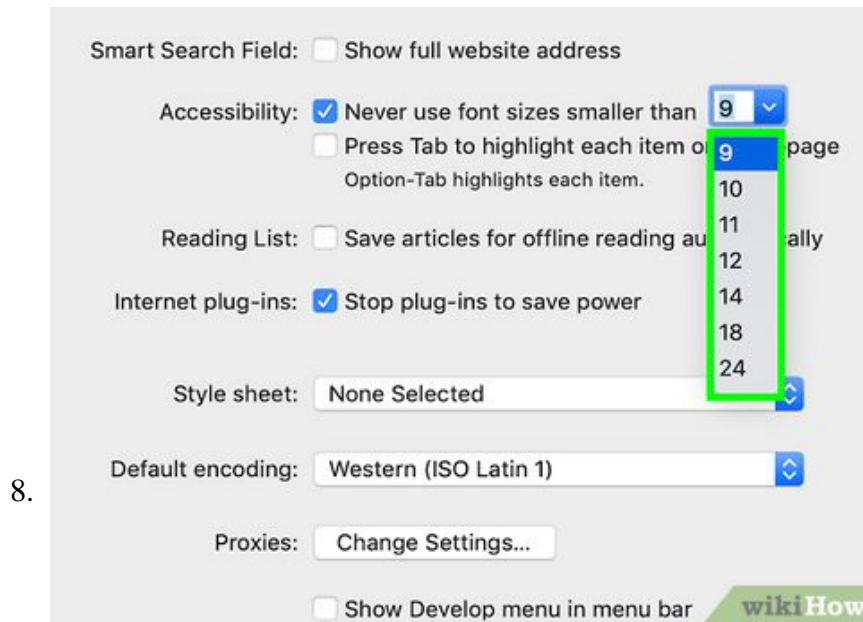 Smart Search Field: Show full website address
Accessibility: Never use font sizes smaller than 9
Press Tab to highlight each item page
9
Option-Tab highlights each item.
10
11
Reading List: Save articles for offline reading
12
Internet plug-ins: Stop plug-ins to save power
14
18
24
Style sheet: None Selected
8.
Default encoding: Western (ISO Latin 1)
Proxies: Change Settings...
Show Develop menu in menu bar
wikiHow